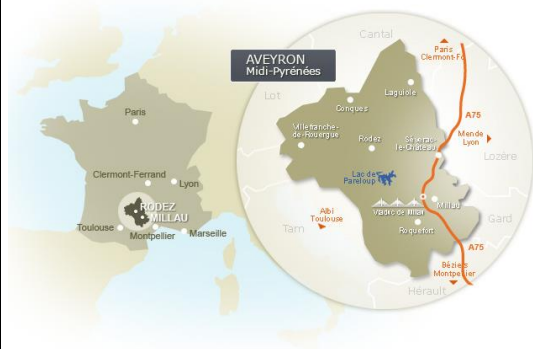 Paris
Clermont-Ferrand
Lyon
RODEZ
MILLAU
Toulouse
Montpellier
Marseille
AVEYRON
Midi-Pyrénées
Cantal
Paris
Clermont-Fd
Lot
Laguiole
Conques
A75
Villefranche-
de-Rouergue
Rodez
Séverac-
le-Château
Mende
Lyon
Lozère
Lac de
Pareloup
Millau
Viaduc de Millau
Albi
Toulouse
Tarn
Gard
Roquefort
A75
Béziers
Montpellier
Hérault